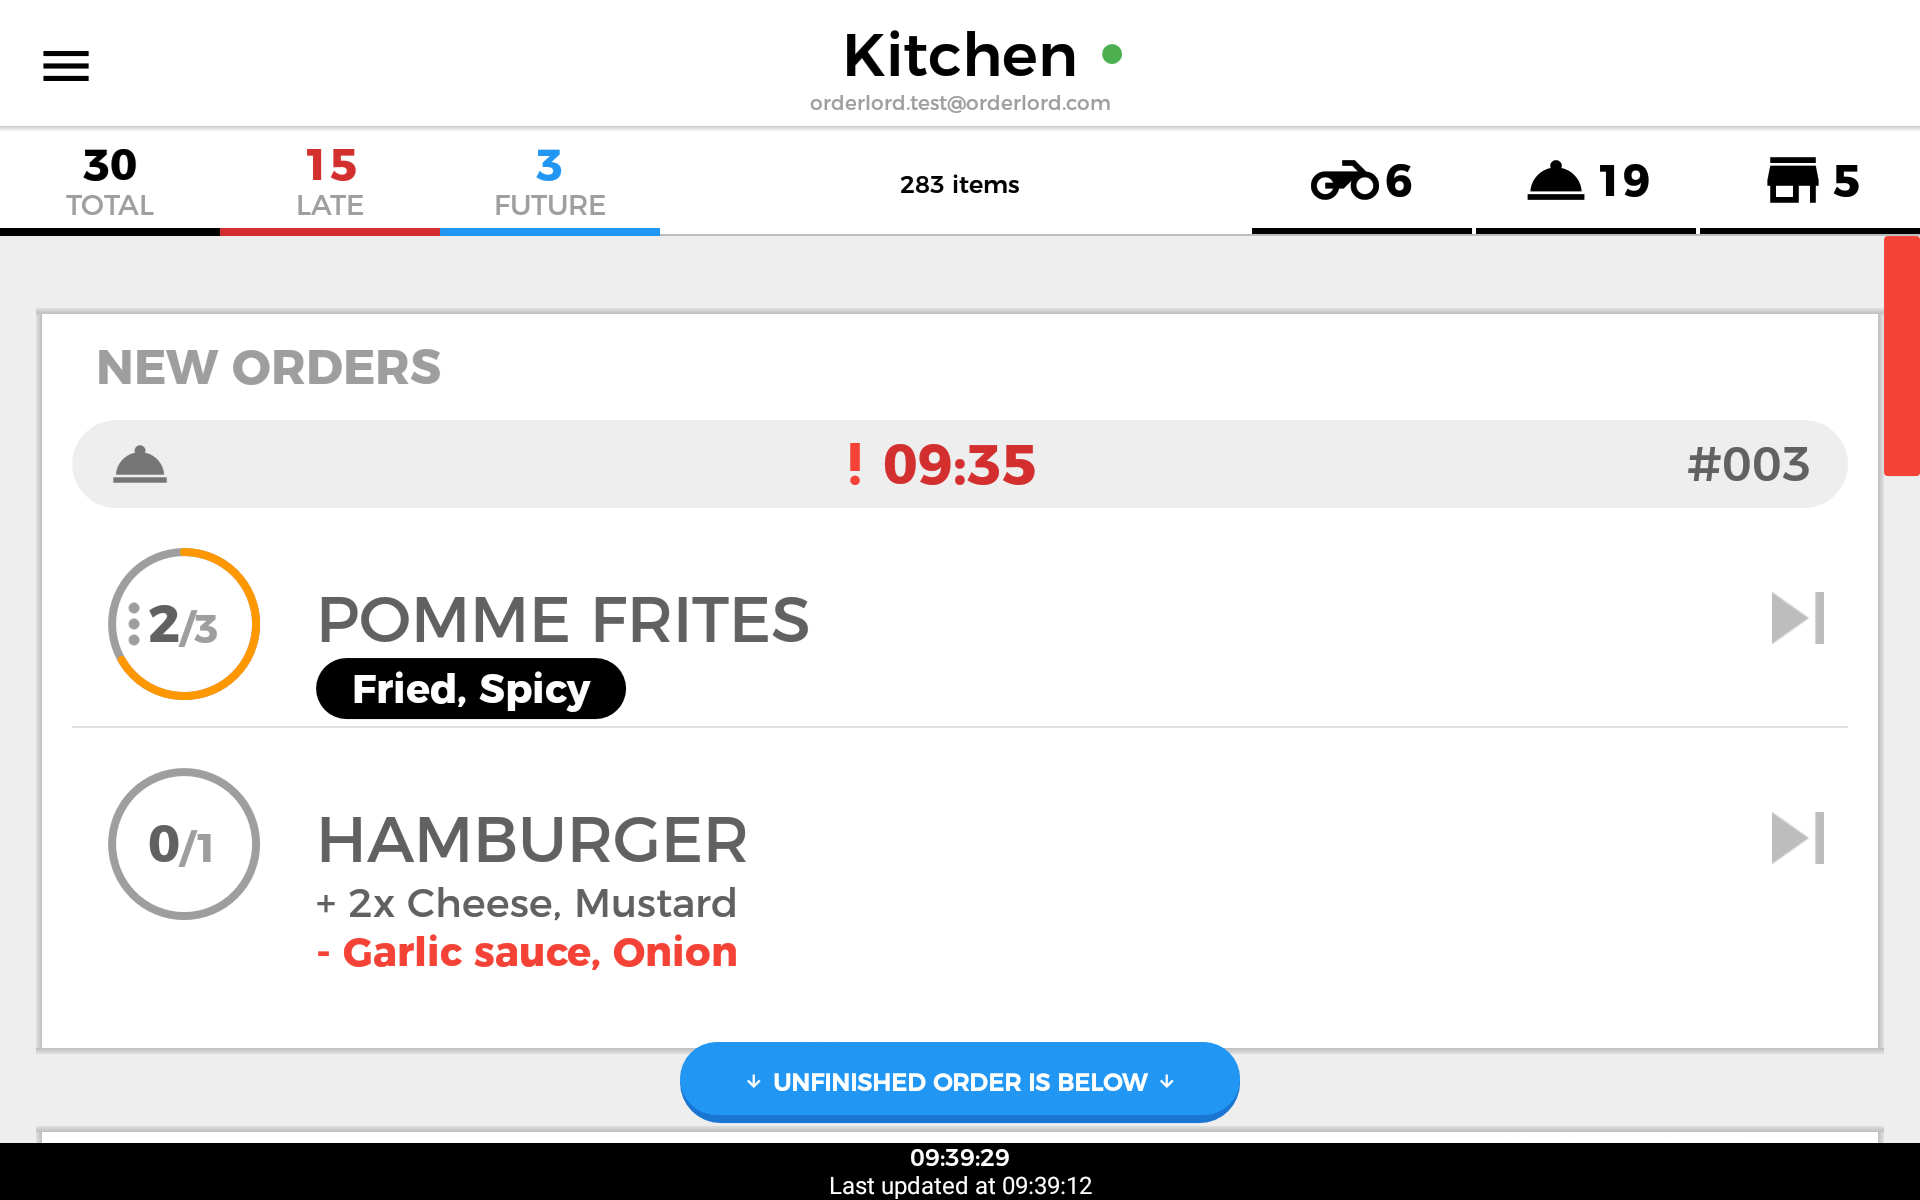 Kitchen
orderlord.test@orderlord.com
30
TOTAL
15
LATE
3
FUTURE
283 items
6
19
5
NEW ORDERS
! 09:35
#003
2/3
POMME FRITES
Fried, Spicy
0/1
HAMBURGER
+ 2x Cheese, Mustard
- Garlic sauce, Onion
↓ UNFINISHED ORDER IS BELOW ↓
09:39:29
Last updated at 09:39:12